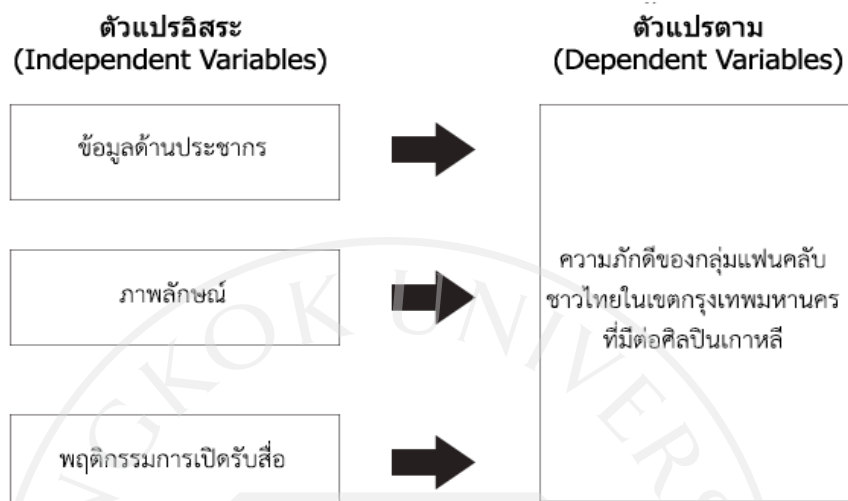 ตัวแปรอิสระ
(Independent Variables)
ตัวแปรตาม
(Dependent Variables)
ข้อมูลด้านประชากร
ภาพลักษณ์
พฤติกรรมการเปิดรับสื่อ
ความภักดีของกลุ่มแฟนคลับ
ชาวไทยในเขตกรุงเทพมหานคร
ที่มีต่อศิลปินเกาหลี
NGKOK UNIVERS